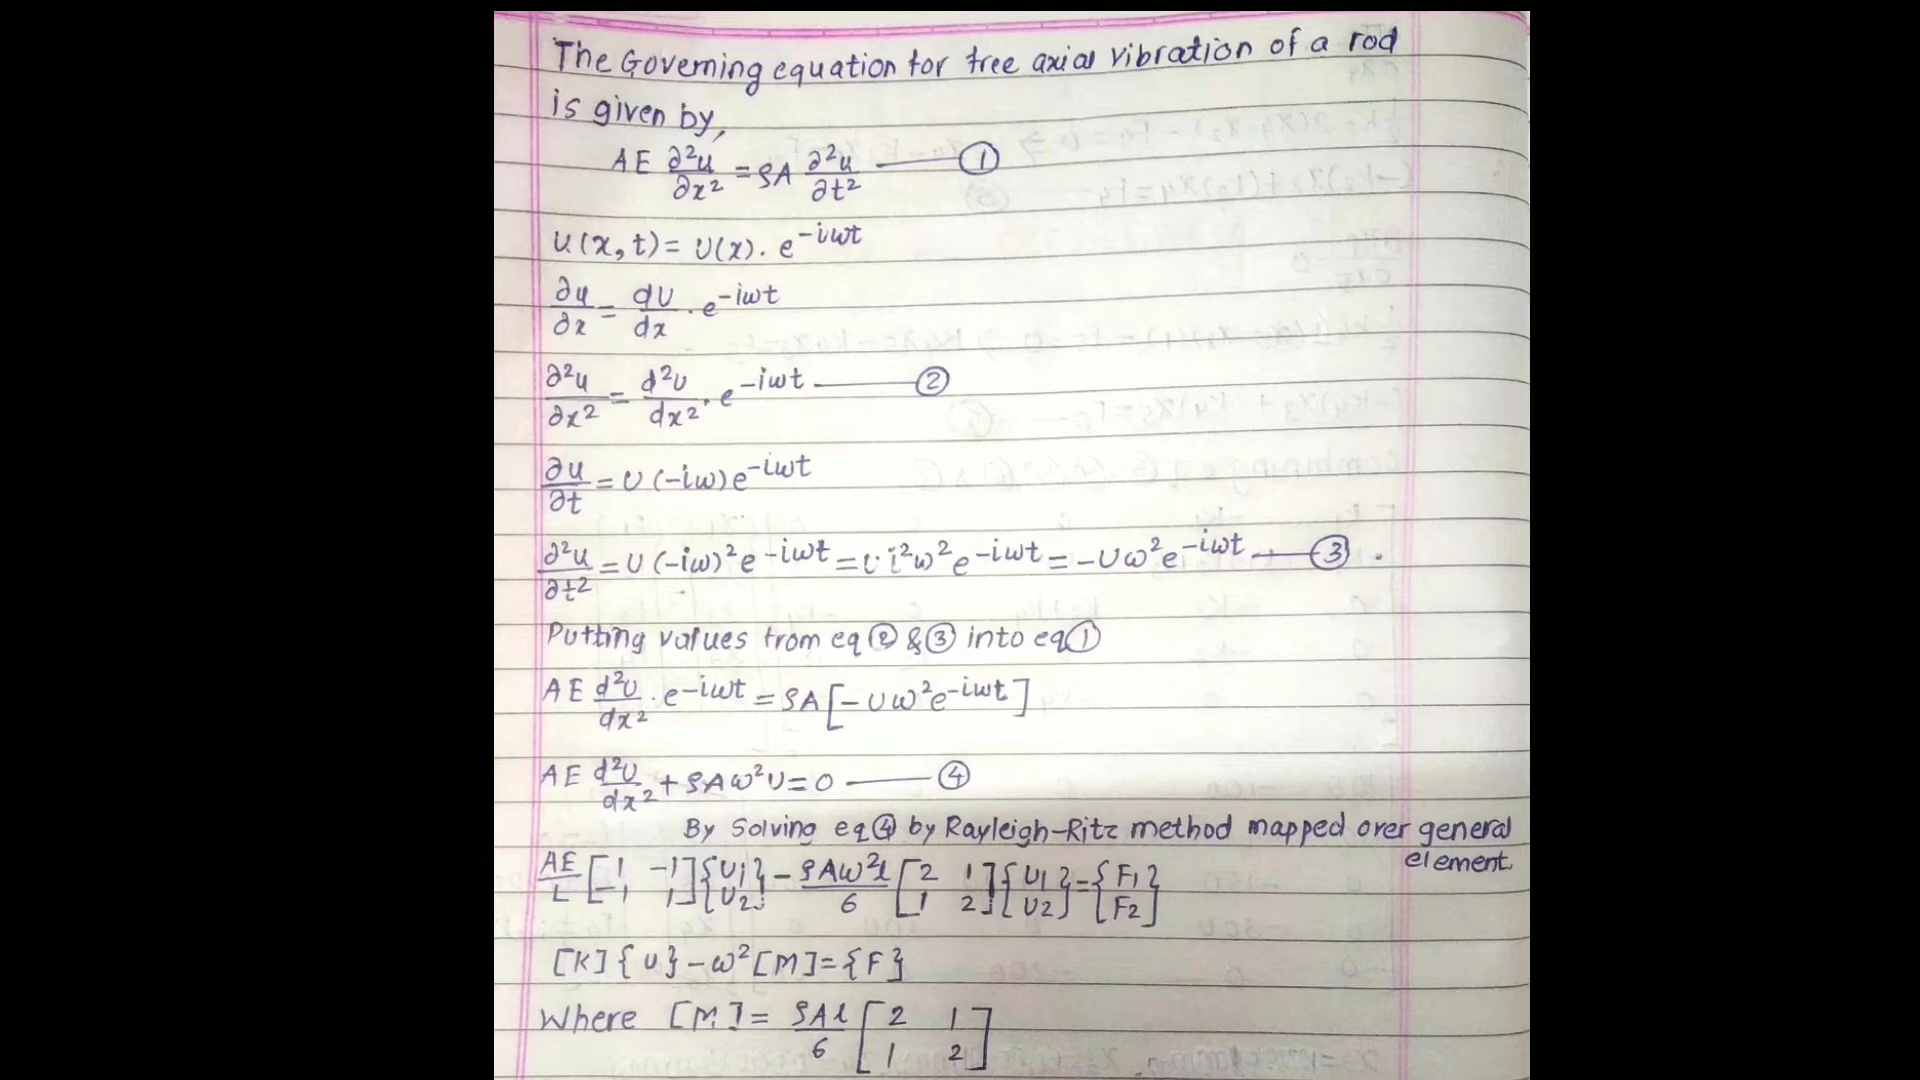 The Governing equation for free axial vibration of a rod
is given by,
AE ∂²u/∂x² = ρA ∂²u/∂t² — ①
u(x,t) = U(x). e^-iωt
∂u/∂x = dU/dx . e^-iωt
∂²u/∂x² = d²U/dx² . e^-iωt — ②
∂u/∂t = U(-iω)e^-iωt
∂²u/∂t² = U(-iω)²e^-iωt = U i²ω²e^-iωt = -Uω²e^-iωt — ③
Putting values from eq ② & ③ into eq ①
AE d²U/dx² . e^-iωt = ρA[-Uω²e^-iωt]
AE d²U/dx² + ρAω²U = 0 — ④
By Solving eq ④ by Rayleigh-Ritz method mapped over general
element.
AE/L [1 -1; -1 1]{U1; U2} - ρAω²l/6 [2 1; 1 2]{U1; U2} = {F1; F2}
[K]{U} - ω²[M] = {F}
Where [M] = ρAl/6 [2 1; 1 2]